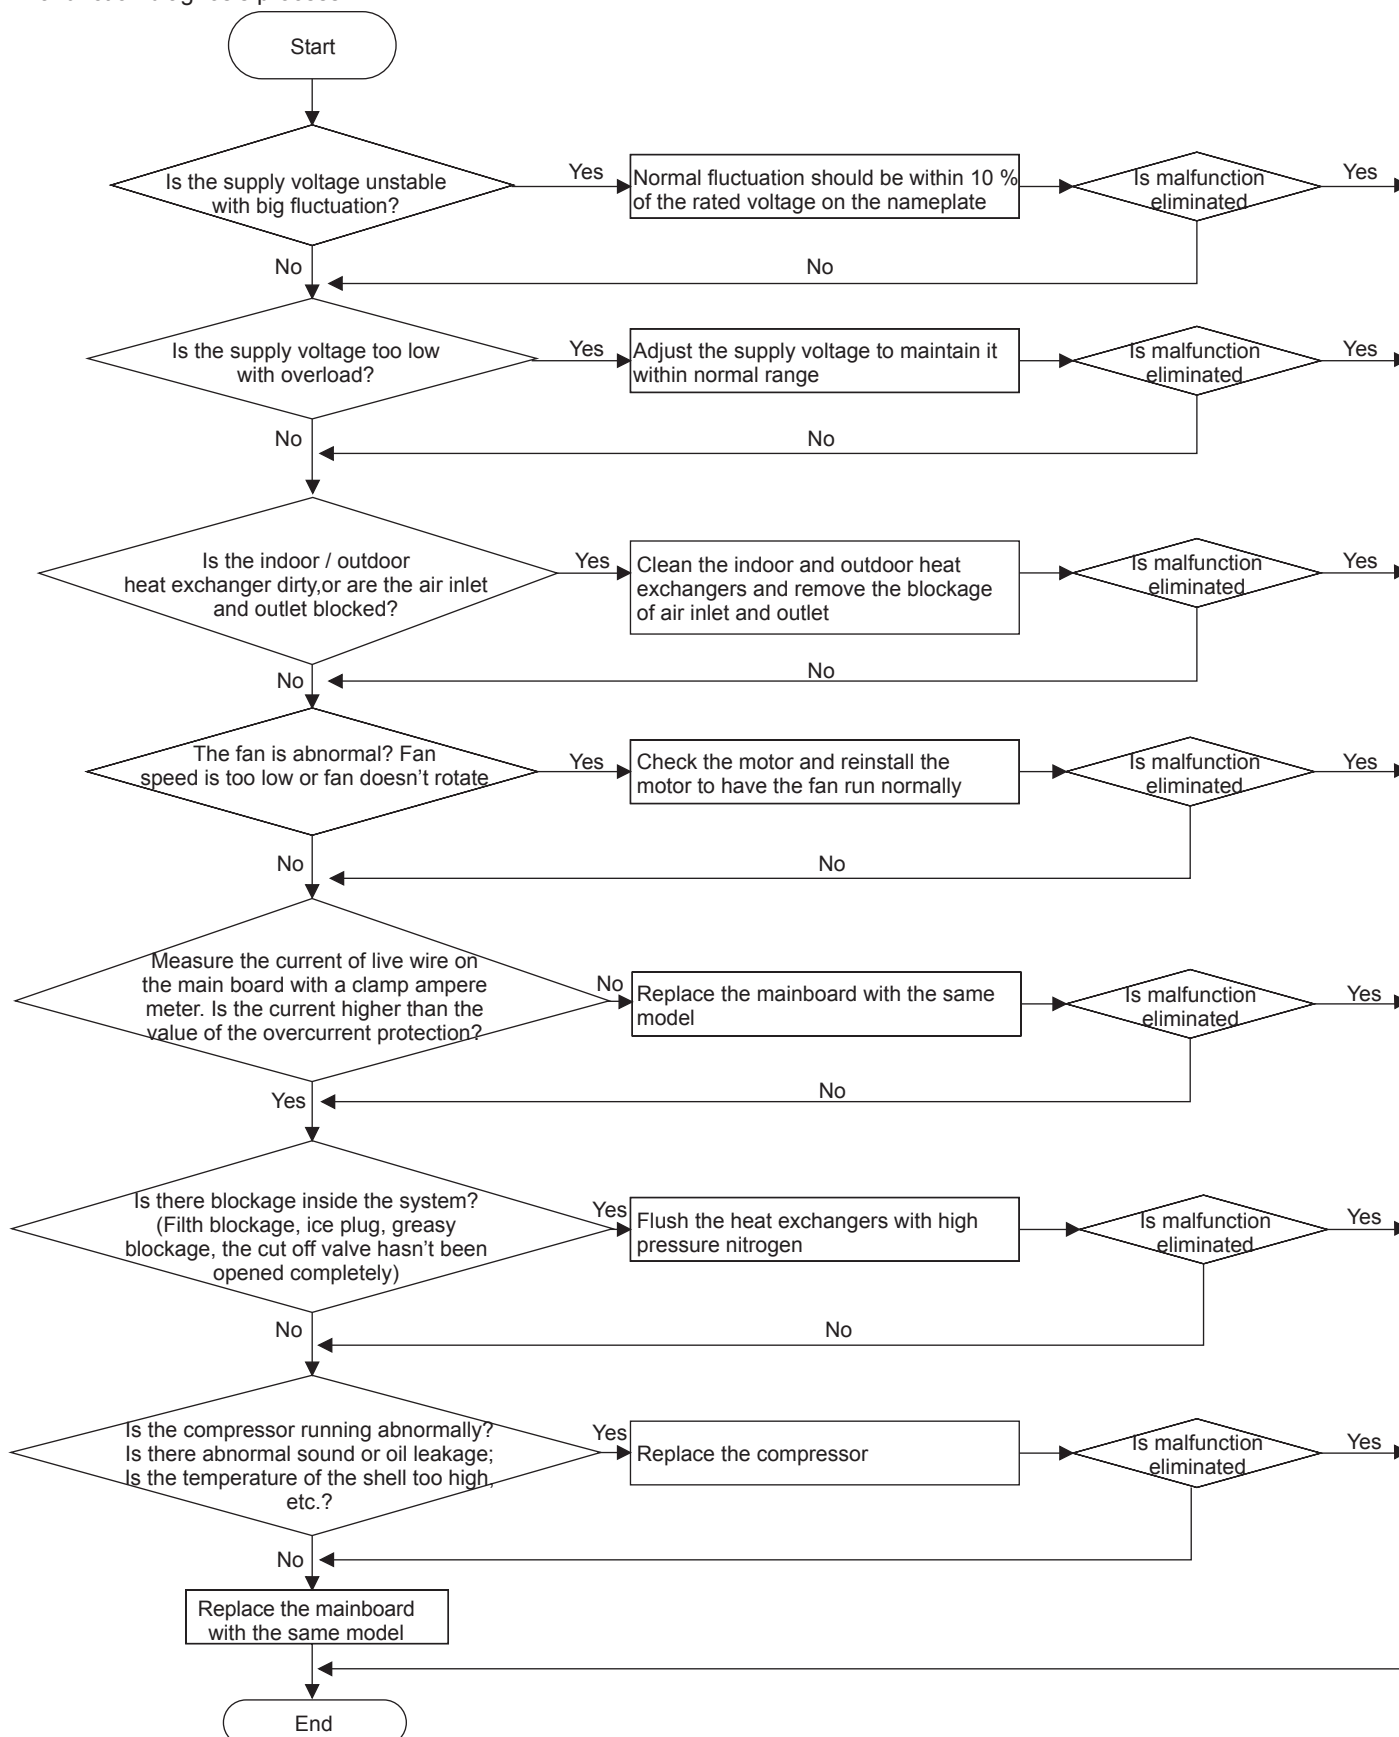 Start
Is the supply voltage unstable
with big fluctuation?
Yes
Normal fluctuation should be within 10 %
of the rated voltage on the nameplate
Is malfunction
eliminated
Yes
No
No
Is the supply voltage too low
with overload?
Yes
Adjust the supply voltage to maintain it
within normal range
Is malfunction
eliminated
Yes
No
No
Is the indoor / outdoor
heat exchanger dirty,or are the air inlet
and outlet blocked?
Yes
Clean the indoor and outdoor heat
exchangers and remove the blockage
of air inlet and outlet
Is malfunction
eliminated
Yes
No
No
The fan is abnormal? Fan
speed is too low or fan doesn't rotate
Yes
Check the motor and reinstall the
motor to have the fan run normally
Is malfunction
eliminated
Yes
No
No
Measure the current of live wire on
the main board with a clamp ampere
meter. Is the current higher than the
value of the overcurrent protection?
No
Replace the mainboard with the same
model
Is malfunction
eliminated
Yes
Yes
No
Is there blockage inside the system?
(Filth blockage, ice plug, greasy
blockage, the cut off valve hasn't been
opened completely)
Yes
Flush the heat exchangers with high
pressure nitrogen
Is malfunction
eliminated
Yes
No
No
Is the compressor running abnormally?
Is there abnormal sound or oil leakage;
Is the temperature of the shell too high,
etc.?
Yes
Replace the compressor
Is malfunction
eliminated
Yes
No
Replace the mainboard
with the same model
End